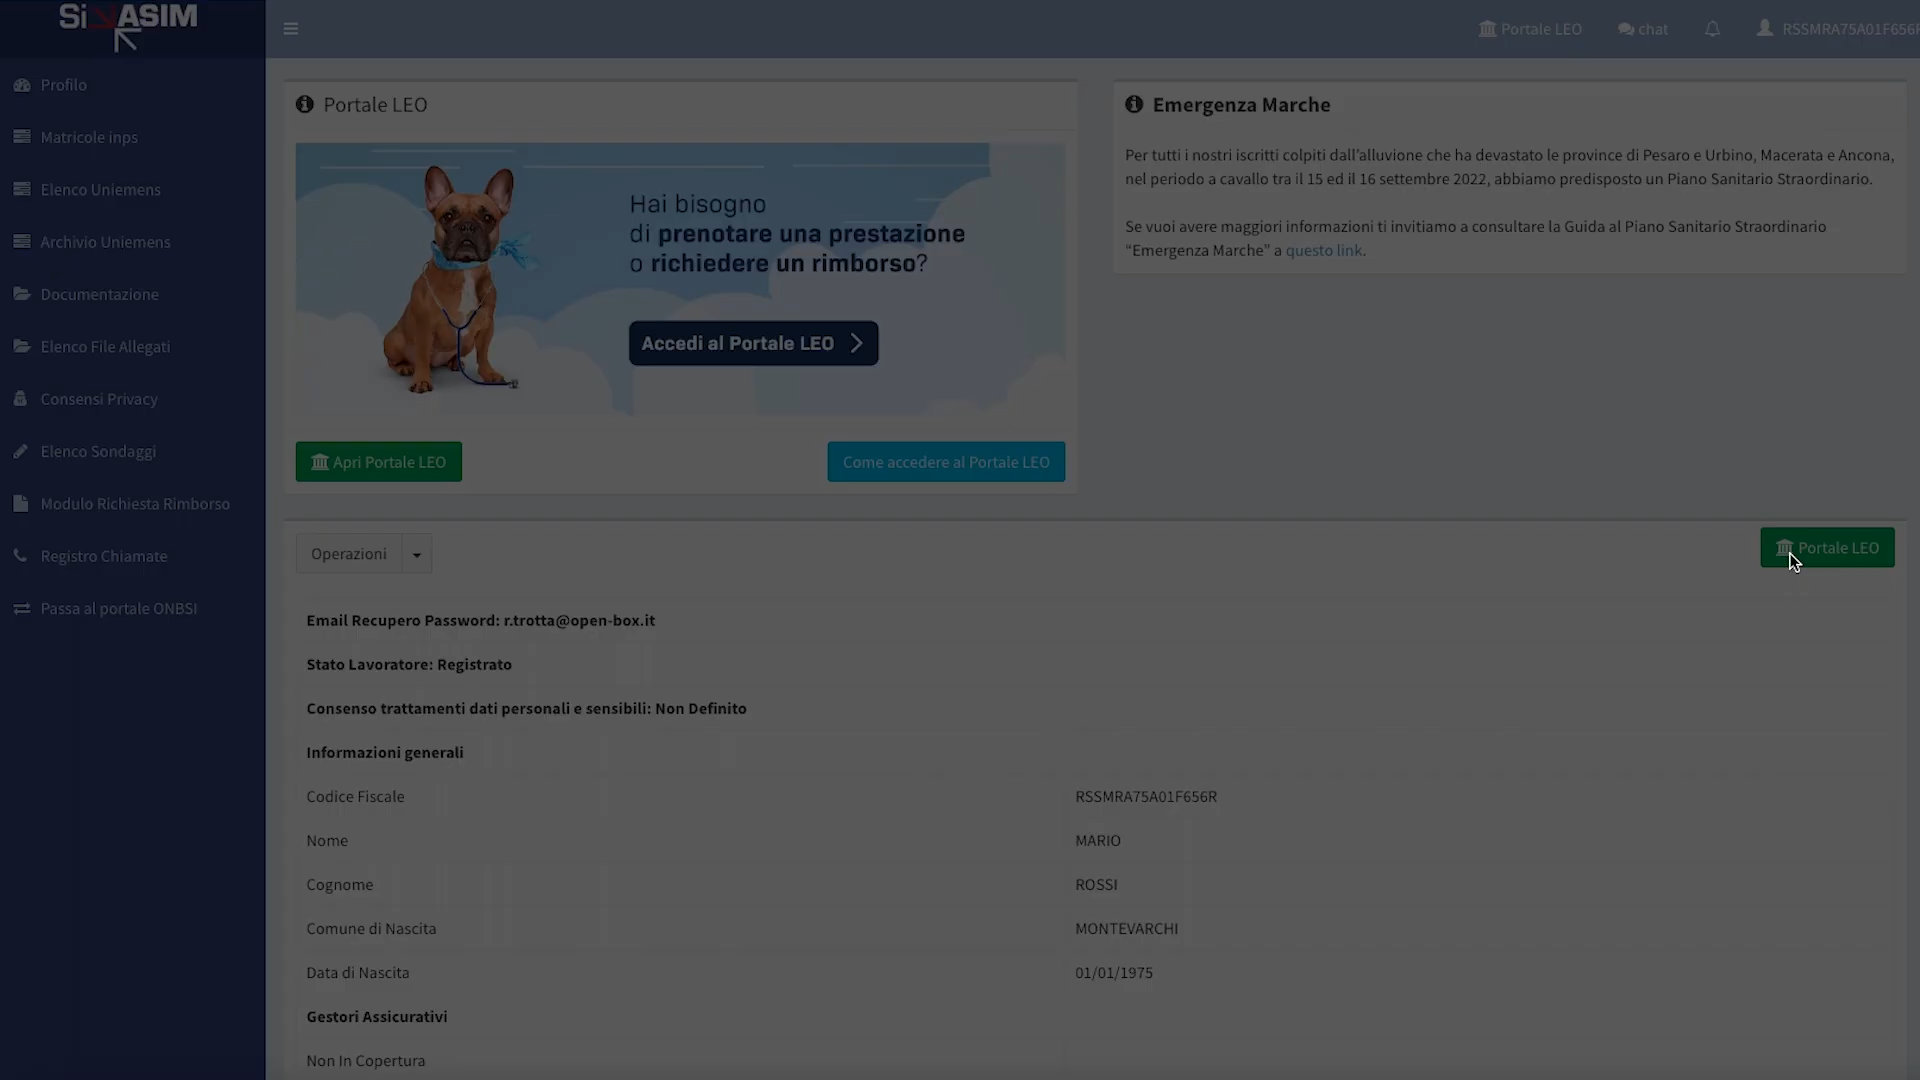 SiASIM
Portale LEO
chat
RSSMRA75A01F656R
Profilo
Matricole inps
Elenco Uniemens
Archivio Uniemens
Documentazione
Elenco File Allegati
Consensi Privacy
Elenco Sondaggi
Modulo Richiesta Rimborso
Registro Chiamate
Passa al portale ONBSI
Portale LEO
Hai bisogno
di prenotare una prestazione
o richiedere un rimborso?
Accedi al Portale LEO
Apri Portale LEO
Come accedere al Portale LEO
Emergenza Marche
Per tutti i nostri iscritti colpiti dall'alluvione che ha devastato le province di Pesaro e Urbino, Macerata e Ancona,
nel periodo a cavallo tra il 15 ed il 16 settembre 2022, abbiamo predisposto un Piano Sanitario Straordinario.
Se vuoi avere maggiori informazioni ti invitiamo a consultare la Guida al Piano Sanitario Straordinario
“Emergenza Marche” a questo link.
Operazioni
Portale LEO
Email Recupero Password: r.trotta@open-box.it
Stato Lavoratore: Registrato
Consenso trattamenti dati personali e sensibili: Non Definito
Informazioni generali
Codice Fiscale RSSMRA75A01F656R
Nome MARIO
Cognome ROSSI
Comune di Nascita MONTEVARCHI
Data di Nascita 01/01/1975
Gestori Assicurativi
Non In Copertura